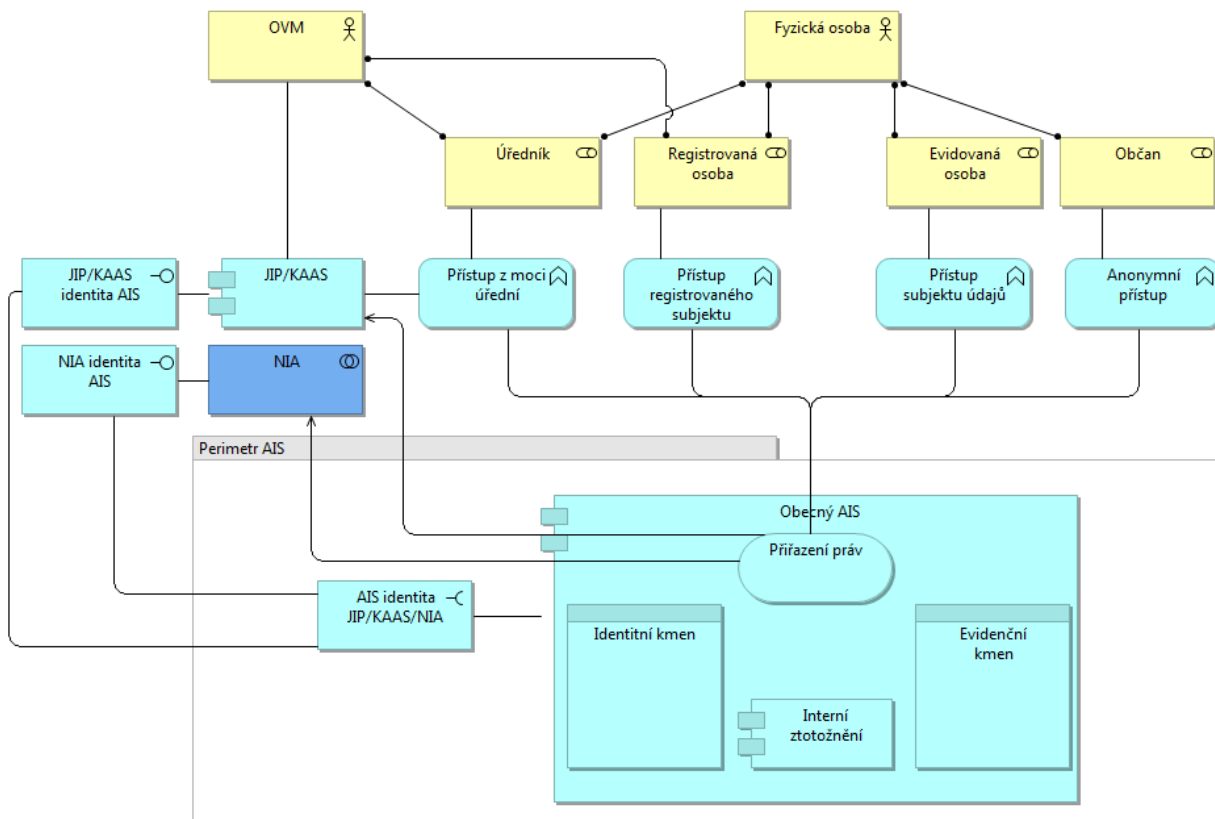 OVM
Fyzická osoba
Úředník
Registrovaná
osoba
Evidovaná
osoba
Občan
JIP/KAAS
identita AIS
JIP/KAAS
Přístup z moci
úřední
Přístup
registrovaného
subjektu
Přístup
subjektu údajů
Anonymní
přístup
NIA identita
AIS
NIA
Perimetr AIS
Obecný AIS
Přiřazení práv
AIS identita
JIP/KAAS/NIA
Identitní kmen
Evidenční
kmen
Interní
ztotožnění